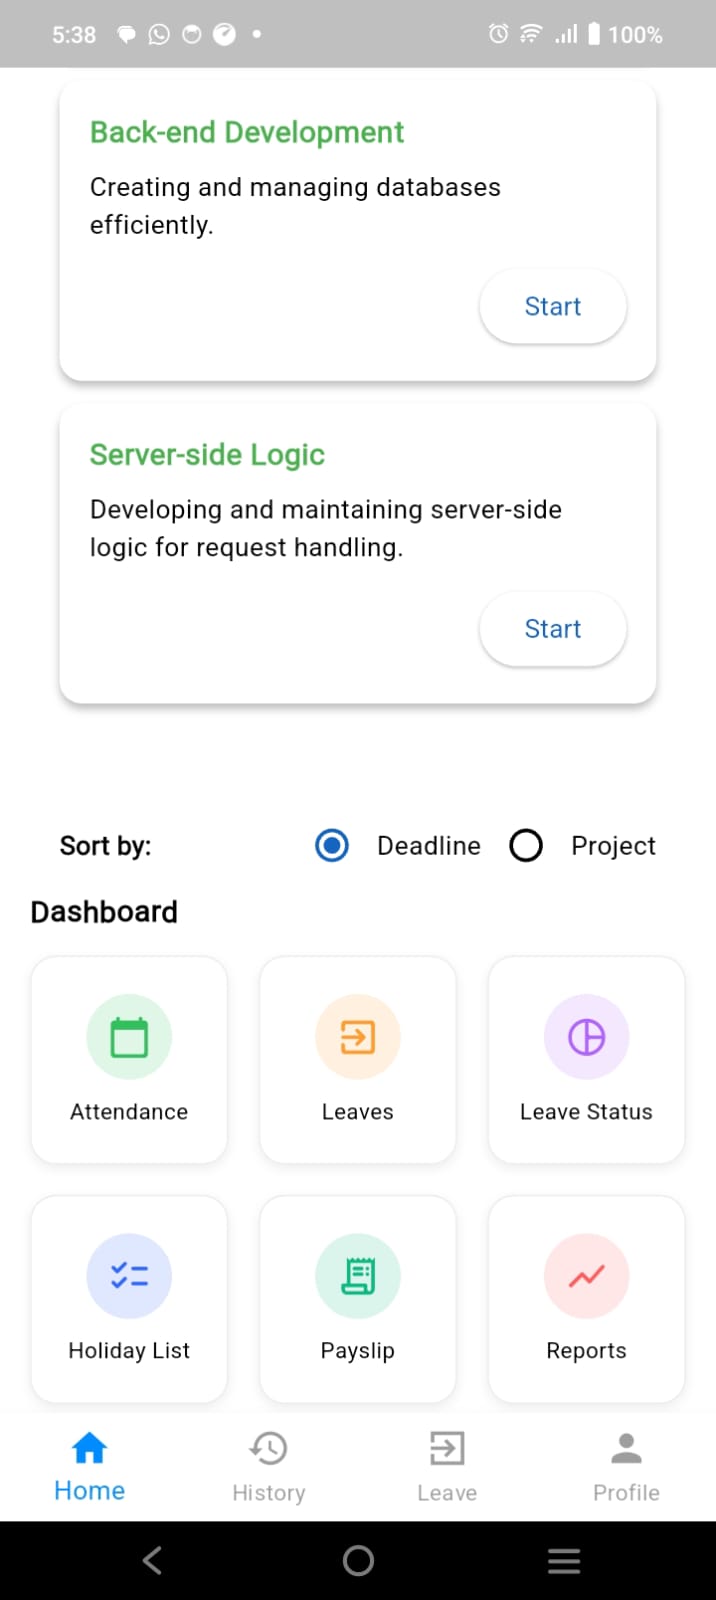 5:38
100%
Back-end Development
Creating and managing databases
efficiently.
Start
Server-side Logic
Developing and maintaining server-side
logic for request handling.
Start
Sort by: Deadline Project
Dashboard
Attendance Leaves Leave Status
Holiday List Payslip Reports
Home History Leave Profile